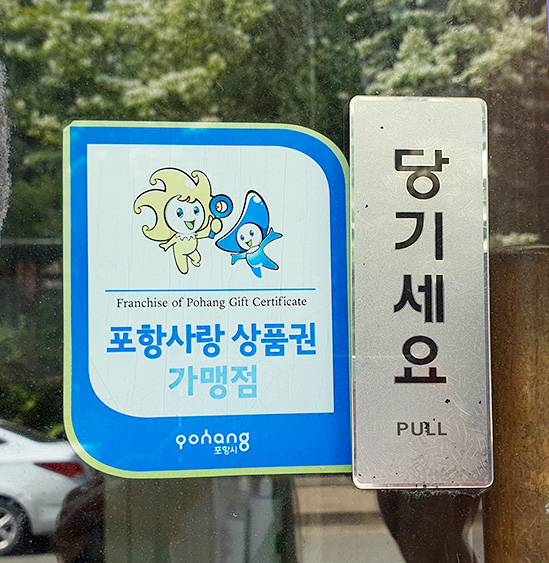 Franchise of Pohang Gift Certificate
포항사랑 상품권
가맹점
pohang
포항시
당기세요
PULL